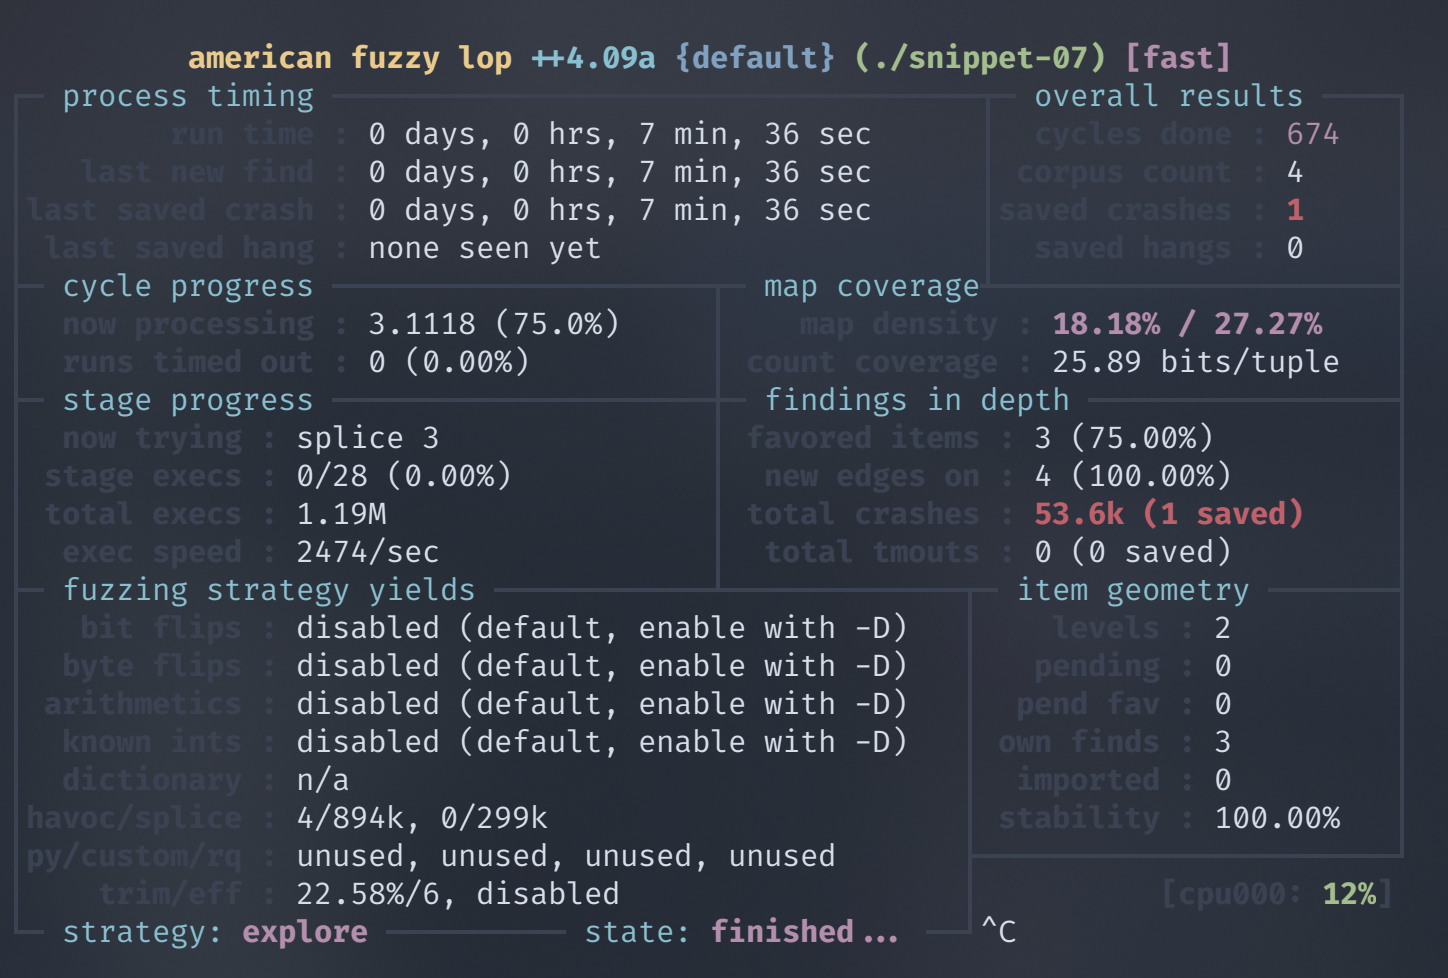 american fuzzy lop ++4.09a {default} (./snippet-07) [fast]
process timing overall results
run time : 0 days, 0 hrs, 7 min, 36 sec cycles done : 674
last new find : 0 days, 0 hrs, 7 min, 36 sec corpus count : 4
last saved crash : 0 days, 0 hrs, 7 min, 36 sec saved crashes : 1
last saved hang : none seen yet saved hangs : 0
cycle progress map coverage
now processing : 3.1118 (75.0%) map density : 18.18% / 27.27%
runs timed out : 0 (0.00%) count coverage : 25.89 bits/tuple
stage progress findings in depth
now trying : splice 3 favored items : 3 (75.00%)
stage execs : 0/28 (0.00%) new edges on : 4 (100.00%)
total execs : 1.19M total crashes : 53.6k (1 saved)
exec speed : 2474/sec total tmouts : 0 (0 saved)
fuzzing strategy yields item geometry
bit flips : disabled (default, enable with -D) levels : 2
byte flips : disabled (default, enable with -D) pending : 0
arithmetics : disabled (default, enable with -D) pend fav : 0
known ints : disabled (default, enable with -D) own finds : 3
dictionary : n/a imported : 0
havoc/splice : 4/894k, 0/299k stability : 100.00%
py/custom/rq : unused, unused, unused, unused
trim/eff : 22.58%/6, disabled [cpu000: 12%]
strategy: explore state: finished... ^C